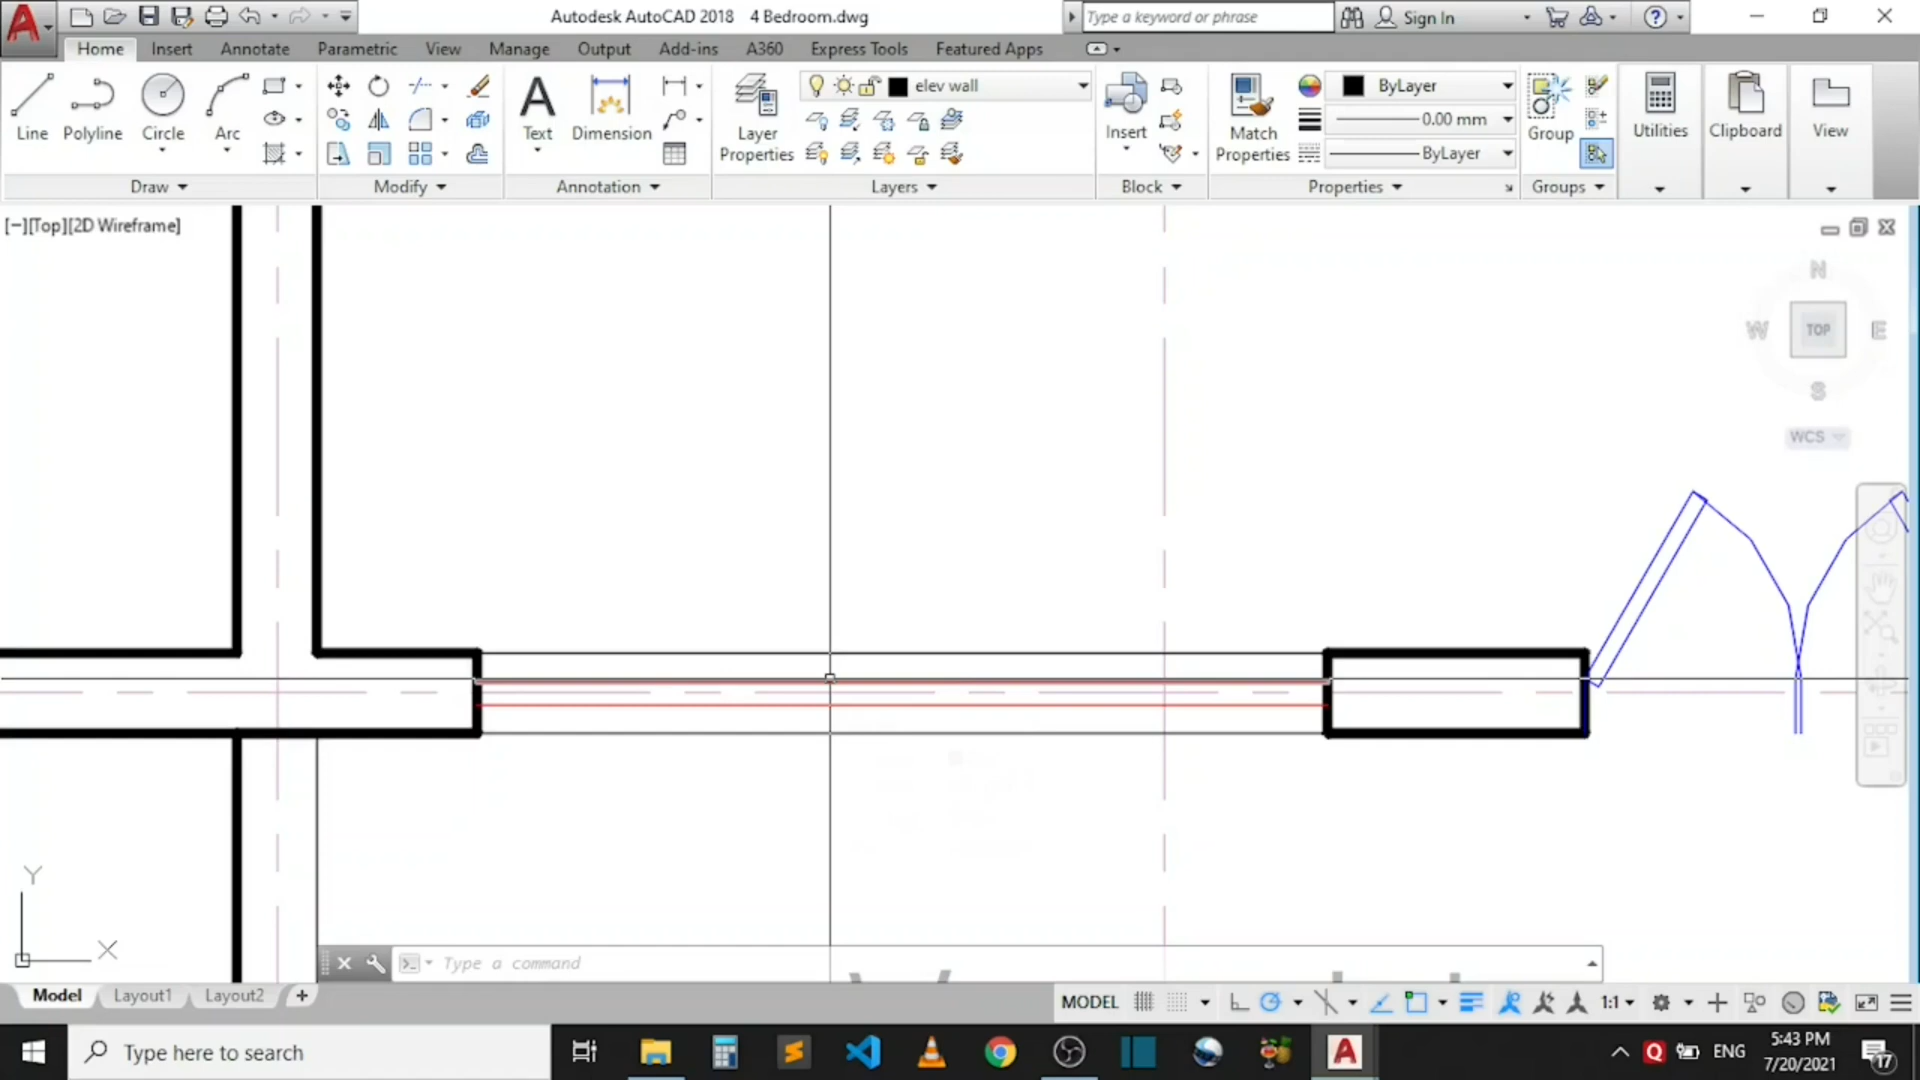 Autodesk AutoCAD 2018 4 Bedroom.dwg
Type a keyword or phrase
Sign In
Home Insert Annotate Parametric View Manage Output Add-ins A360 Express Tools Featured Apps
elev wall
ByLayer
0.00 mm
ByLayer
Line Polyline Circle Arc
Text Dimension
Layer Properties
Insert
Match Properties
Group
Utilities Clipboard View
Draw Modify Annotation Layers Block Properties Groups
[−][Top][2D Wireframe]
N
W TOP E
S
WCS
Y
X
Type a command
Model Layout1 Layout2 +
MODEL 1:1
Type here to search
ENG
5:43 PM
7/20/2021
17